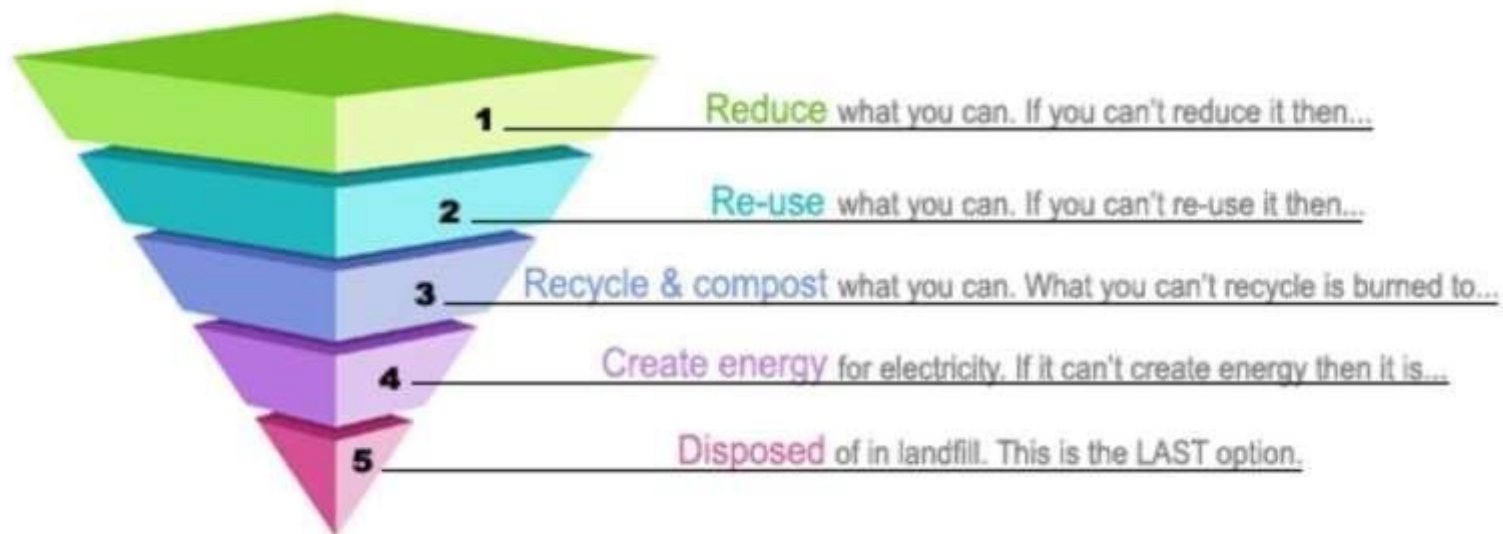 1 Reduce what you can. If you can't reduce it then...
2 Re-use what you can. If you can't re-use it then...
3 Recycle & compost what you can. What you can't recycle is burned to...
4 Create energy for electricity. If it can't create energy then it is...
5 Disposed of in landfill. This is the LAST option.